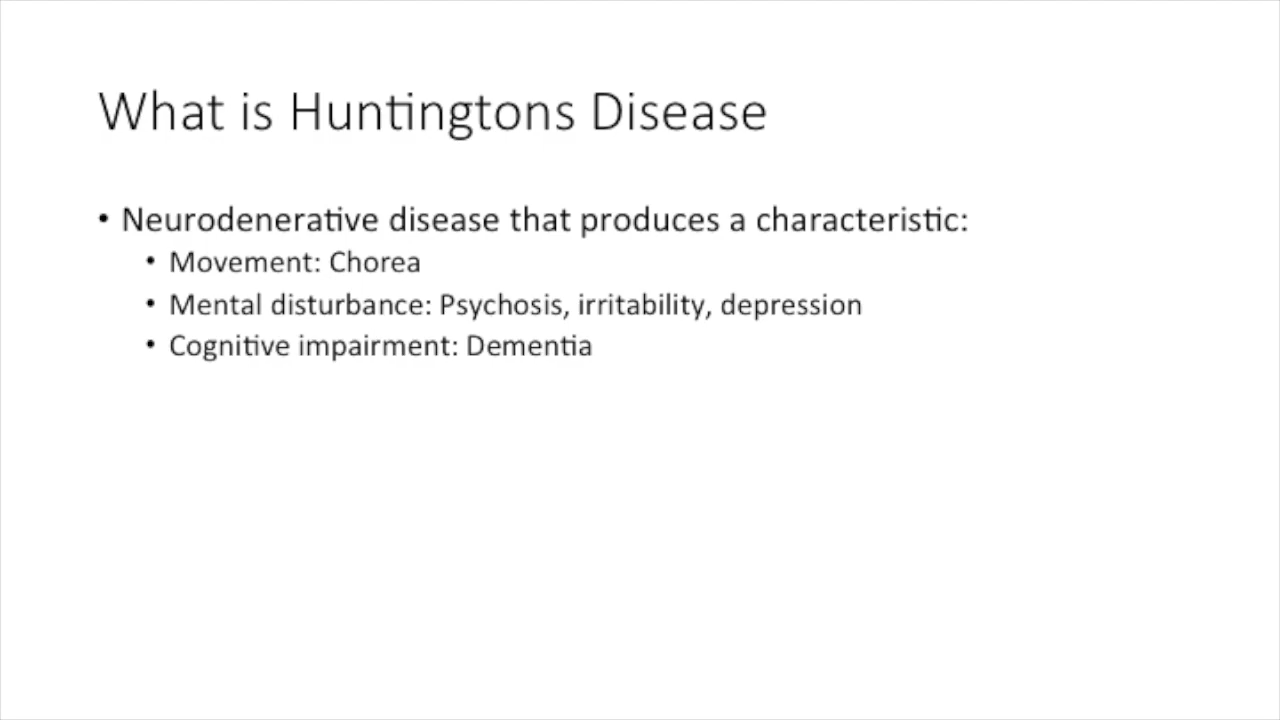 What is Huntingtons Disease
• Neurodenerative disease that produces a characteristic:
• Movement: Chorea
• Mental disturbance: Psychosis, irritability, depression
• Cognitive impairment: Dementia